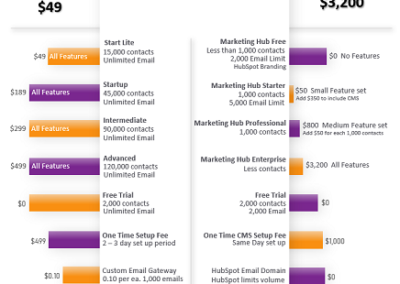 $49
$3,200
Start Lite
$49 All Features
15,000 contacts
Unlimited Email
Startup
$189 All Features
45,000 contacts
Unlimited Email
Intermediate
$299 All Features
90,000 contacts
Unlimited Email
Advanced
$499 All Features
120,000 contacts
Unlimited Email
Free Trial
$0
2,000 contacts
Unlimited Email
One Time Setup Fee
$499
2 – 3 day set up period
Custom Email Gateway
$0.10
0.10 per ea. 1,000 emails
Marketing Hub Free
Less than 1,000 contacts
$0 No Features
2,000 Email Limit
HubSpot Branding
Marketing Hub Starter
$50 Small Feature set
1,000 contacts
Add $350 to include CMS
5,000 Email Limit
Marketing Hub Professional
$800 Medium Feature set
1,000 contacts
Add $50 for each 1,000 contacts
Marketing Hub Enterprise
$3,200 All Features
Less contacts
Free Trial
2,000 contacts
$0
2,000 Email
One Time CMS Setup Fee
$1,000
Same Day set up
HubSpot Email Domain
$0
HubSpot limits volume